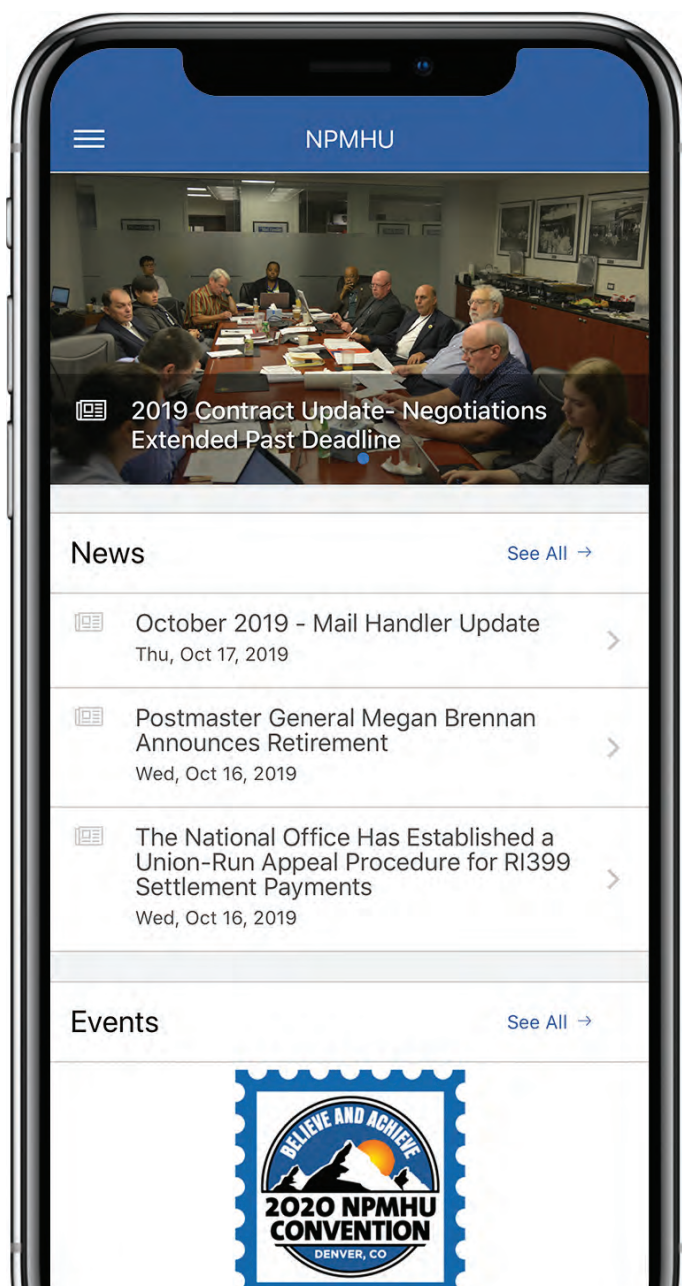 NPMHU
2019 Contract Update- Negotiations
Extended Past Deadline
News
See All →
October 2019 - Mail Handler Update
Thu, Oct 17, 2019
Postmaster General Megan Brennan
Announces Retirement
Wed, Oct 16, 2019
The National Office Has Established a
Union-Run Appeal Procedure for RI399
Settlement Payments
Wed, Oct 16, 2019
Events
See All →
BELIEVE AND ACHIEVE
2020 NPMHU
CONVENTION
DENVER, CO